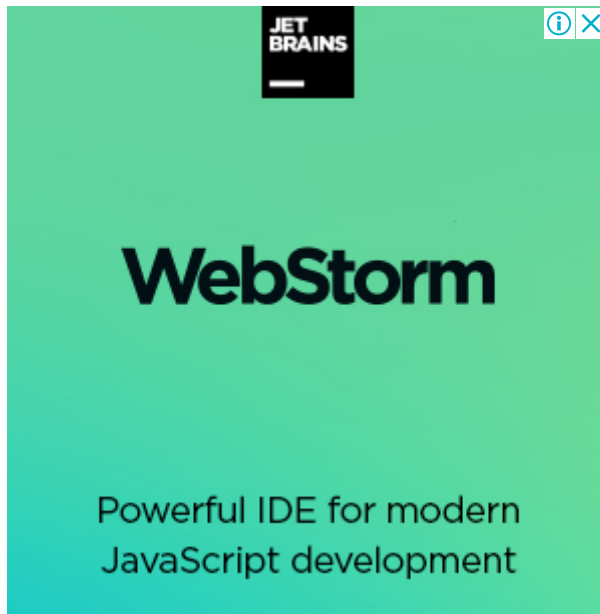 JET
BRAINS
WebStorm
Powerful IDE for modern
JavaScript development